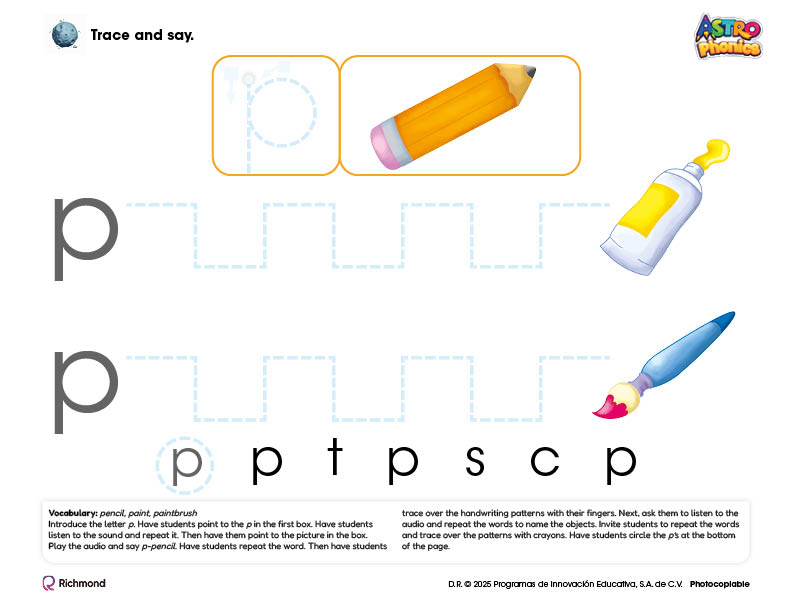 Trace and say.
ASTRO
Phonics
p
p
p
p p t p s c p
Vocabulary: pencil, paint, paintbrush
Introduce the letter p. Have students point to the p in the first box. Have students
listen to the sound and repeat it. Then have them point to the picture in the box.
Play the audio and say p-pencil. Have students repeat the word. Then have students
trace over the handwriting patterns with their fingers. Next, ask them to listen to the
audio and repeat the words to name the objects. Invite students to repeat the words
and trace over the patterns with crayons. Have students circle the p's at the bottom
of the page.
Richmond
D.R. © 2025 Programas de Innovación Educativa, S.A. de C.V. Photocopiable